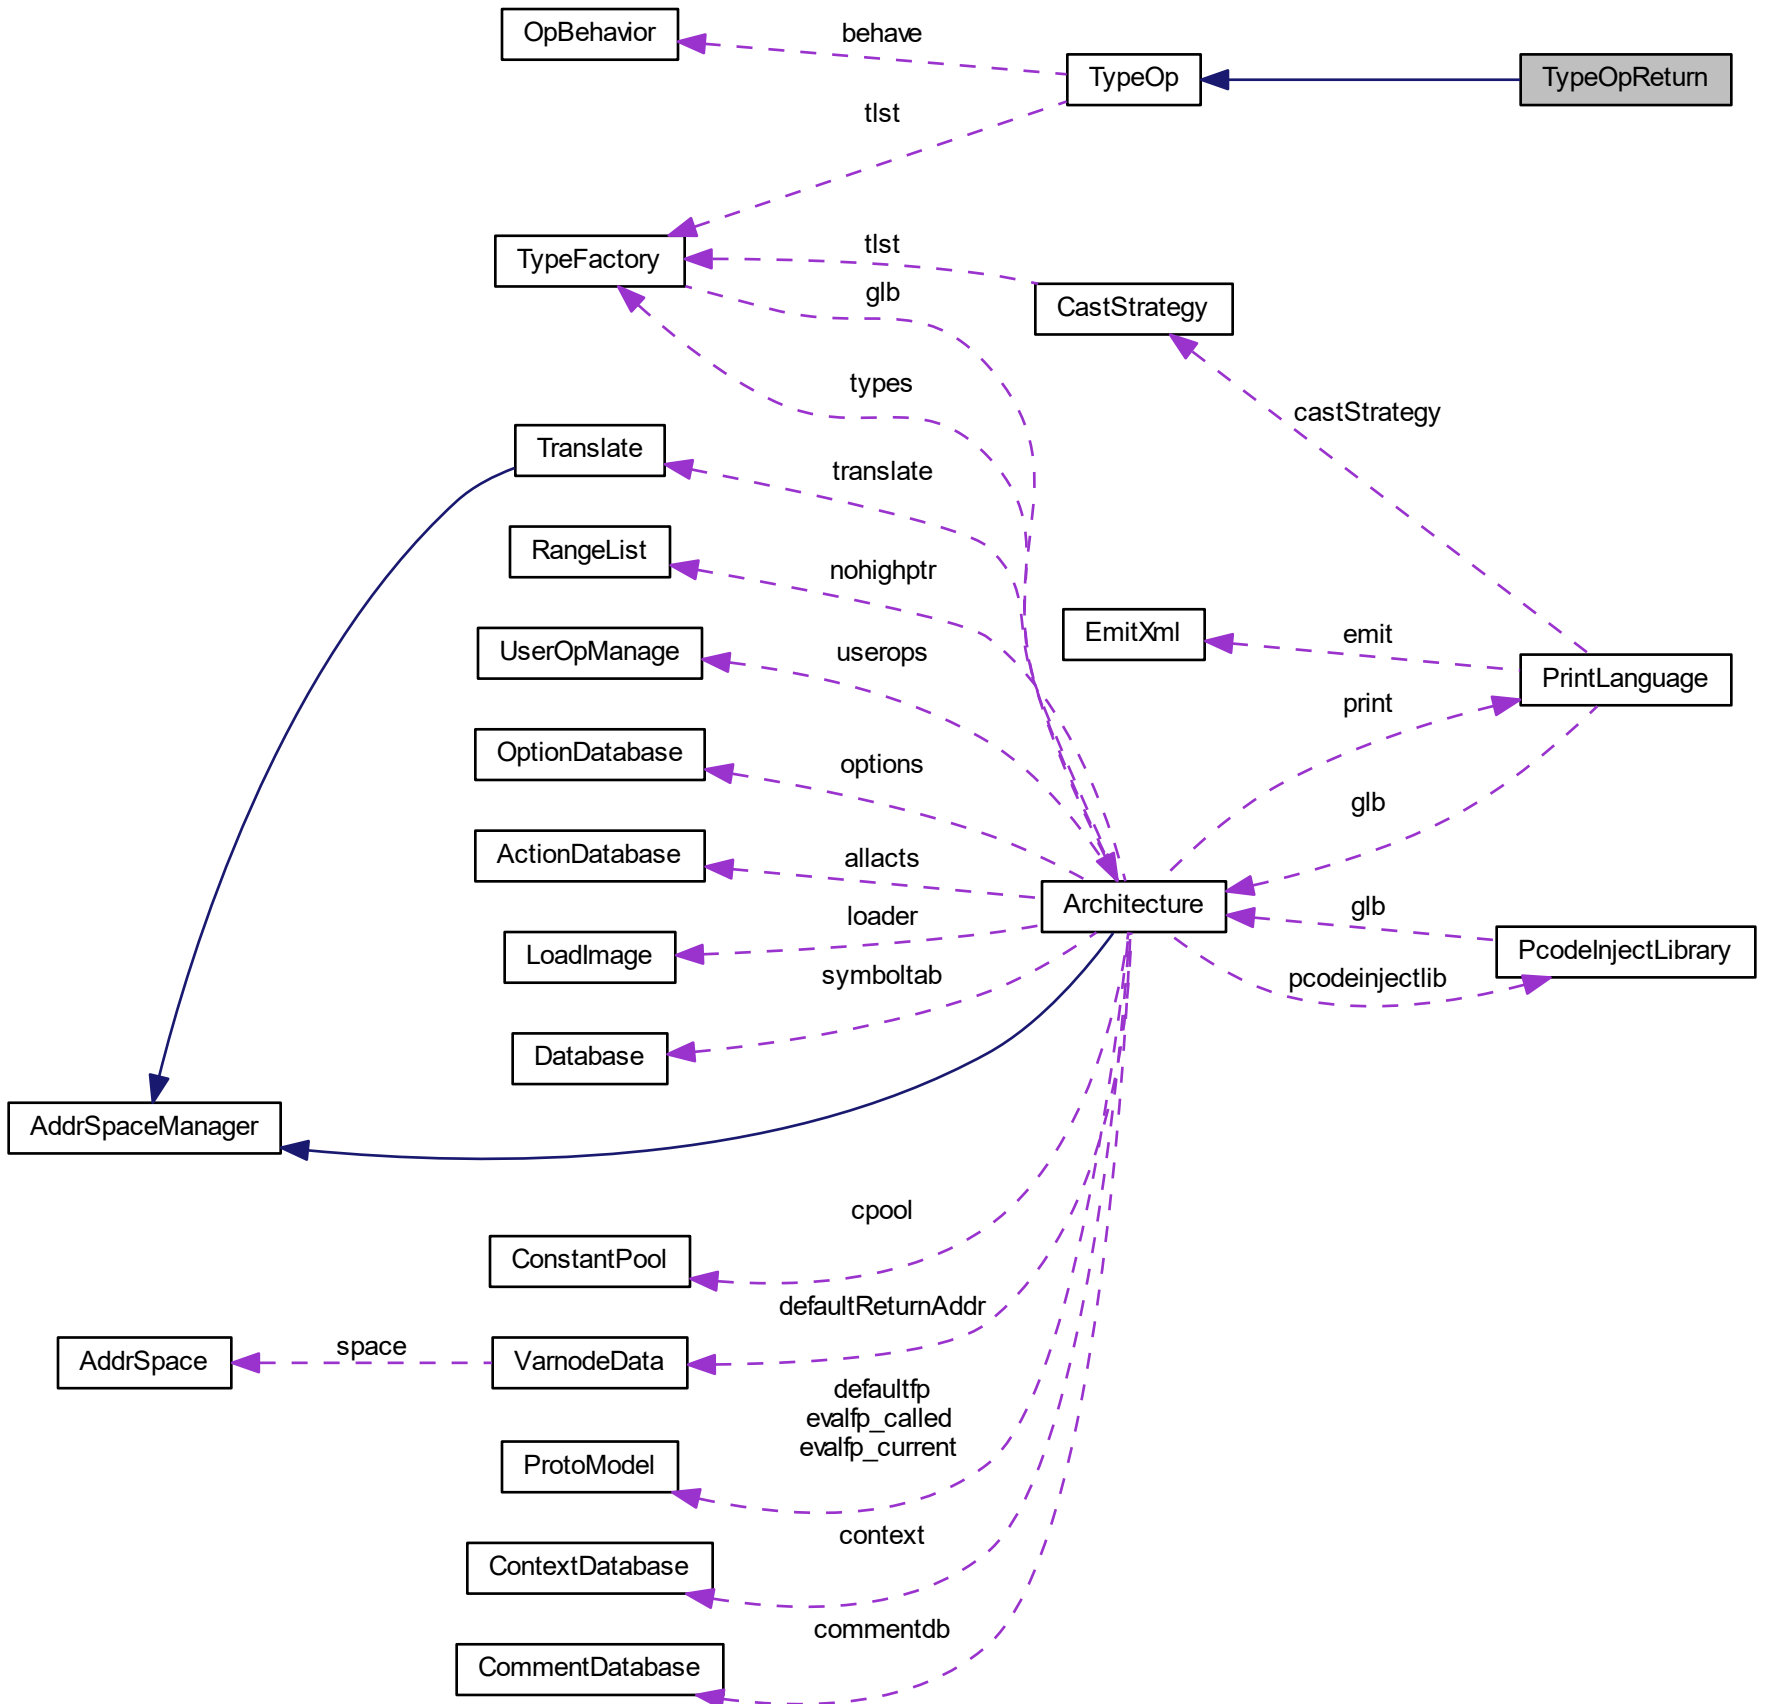 OpBehavior
behave
TypeOp
TypeOpReturn
tlst
TypeFactory
tlst
glb
CastStrategy
types
castStrategy
Translate
translate
RangeList
nohighptr
EmitXml
emit
UserOpManage
userops
PrintLanguage
print
OptionDatabase
options
glb
ActionDatabase
allacts
Architecture
glb
LoadImage
loader
PcodeInjectLibrary
symboltab
pcodeinjectlib
Database
AddrSpaceManager
cpool
ConstantPool
defaultReturnAddr
AddrSpace
space
VarnodeData
defaultfp
evalfp_called
evalfp_current
ProtoModel
context
ContextDatabase
commentdb
CommentDatabase